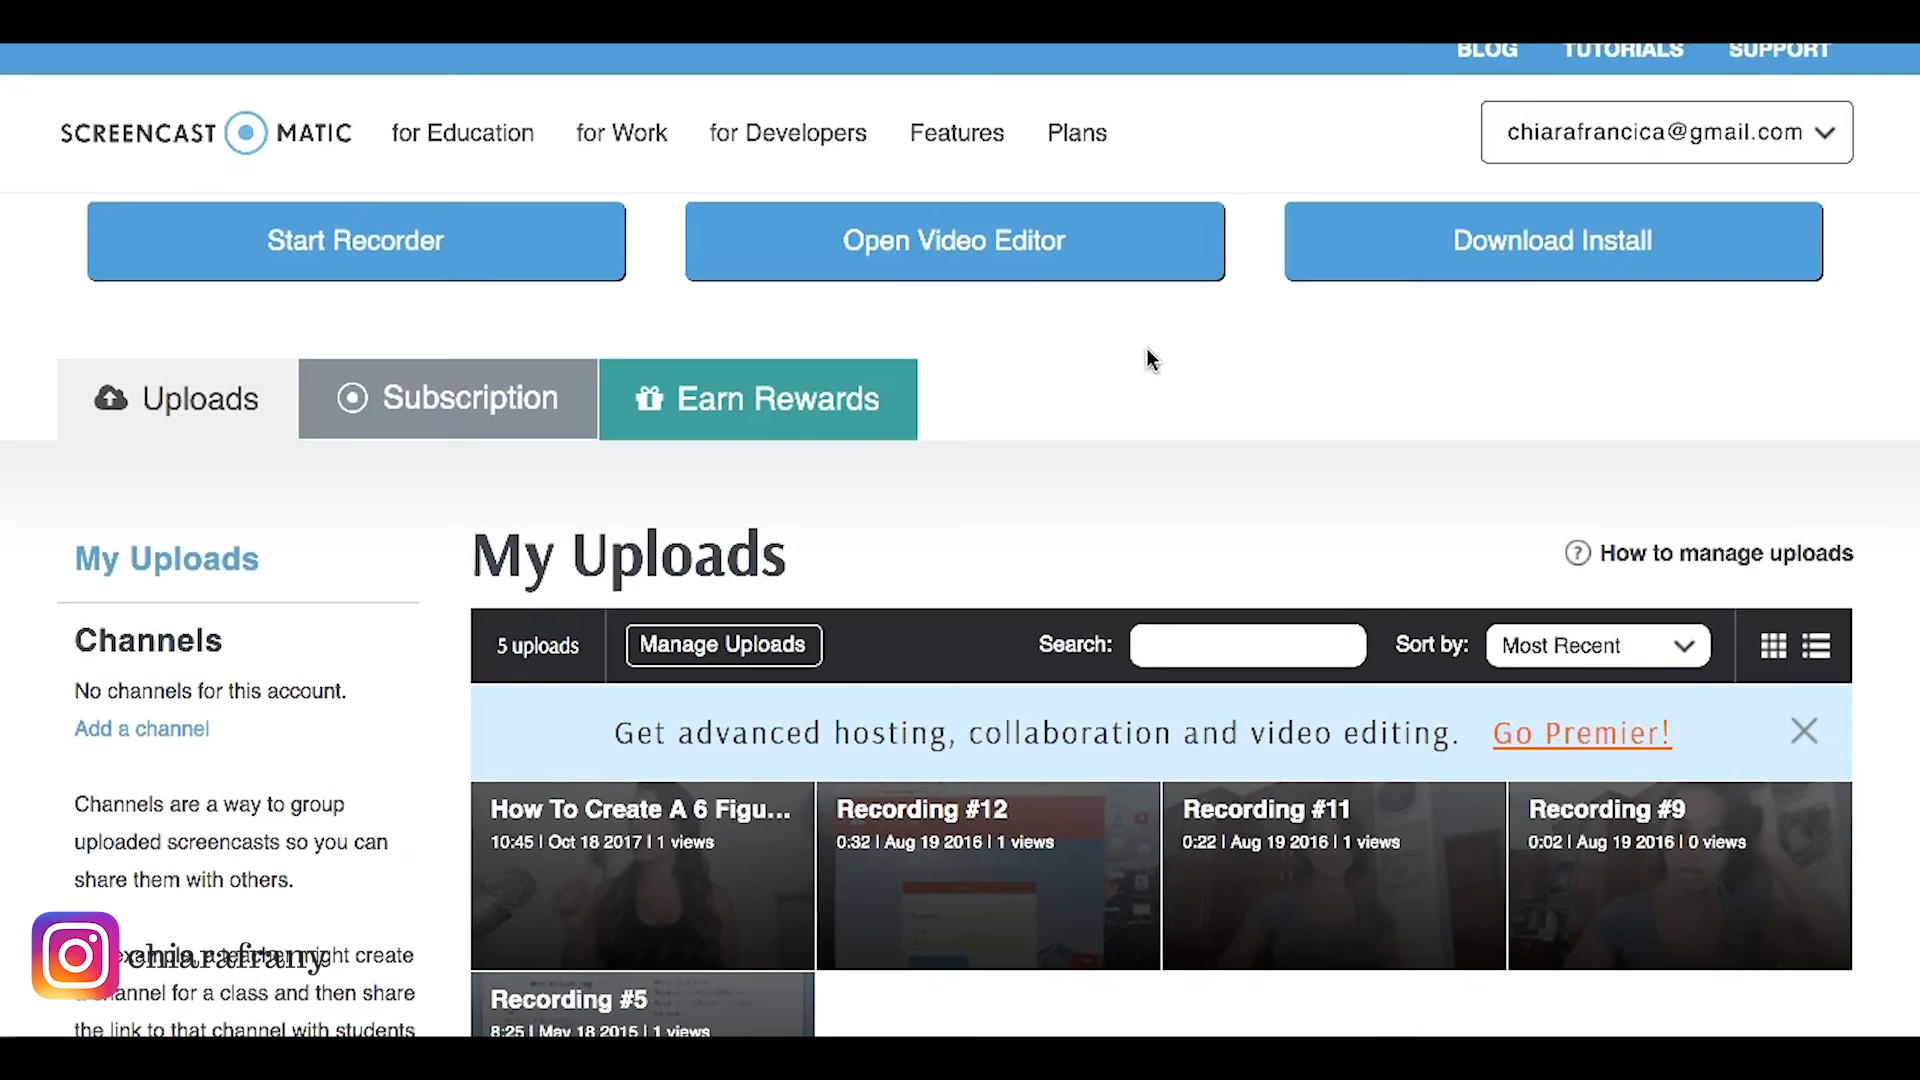 BLOG TUTORIALS SUPPORT
SCREENCAST MATIC for Education for Work for Developers Features Plans chiarafrancica@gmail.com
Start Recorder Open Video Editor Download Install
Uploads Subscription Earn Rewards
My Uploads
Channels
No channels for this account.
Add a channel
Channels are a way to group
uploaded screencasts so you can
share them with others.
example, a teacher might create
a channel for a class and then share
the link to that channel with students
chiarafrany
My Uploads
? How to manage uploads
5 uploads Manage Uploads Search: Sort by: Most Recent
Get advanced hosting, collaboration and video editing. Go Premier!
How To Create A 6 Figu...
10:45 | Oct 18 2017 | 1 views
Recording #12
0:32 | Aug 19 2016 | 1 views
Recording #11
0:22 | Aug 19 2016 | 1 views
Recording #9
0:02 | Aug 19 2016 | 0 views
Recording #5
8:25 | May 18 2015 | 1 views